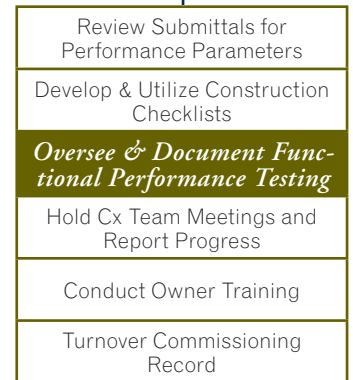 Review Submittals for
Performance Parameters
Develop & Utilize Construction
Checklists
Oversee & Document Func-
tional Performance Testing
Hold Cx Team Meetings and
Report Progress
Conduct Owner Training
Turnover Commissioning
Record